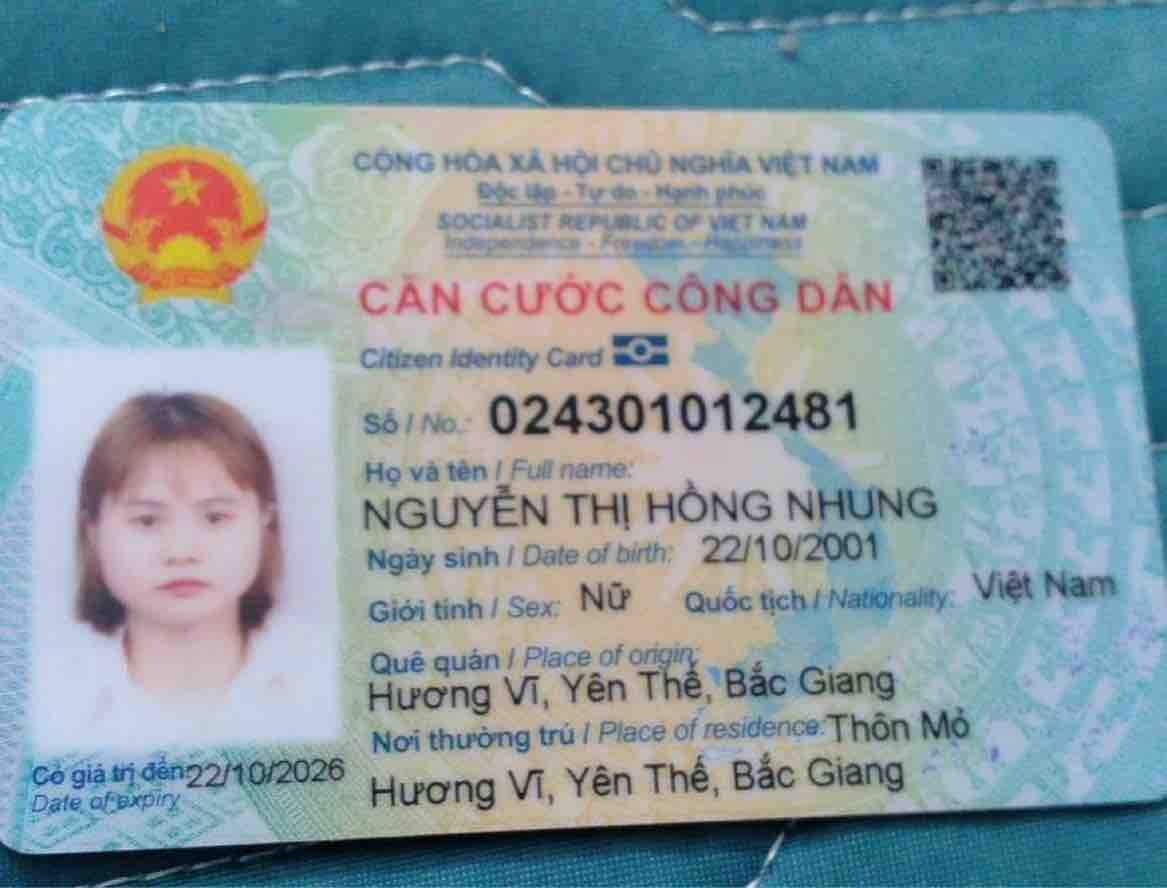 CỘNG HÒA XÃ HỘI CHỦ NGHĨA VIỆT NAM
Độc lập - Tự do - Hạnh phúc
SOCIALIST REPUBLIC OF VIET NAM
Independence - Freedom - Happiness
CĂN CƯỚC CÔNG DÂN
Citizen Identity Card
Số / No.: 024301012481
Họ và tên / Full name:
NGUYỄN THỊ HỒNG NHUNG
Ngày sinh / Date of birth: 22/10/2001
Giới tính / Sex: Nữ Quốc tịch / Nationality: Việt Nam
Quê quán / Place of origin:
Hương Vĩ, Yên Thế, Bắc Giang
Nơi thường trú / Place of residence: Thôn Mỏ
Hương Vĩ, Yên Thế, Bắc Giang
Có giá trị đến: 22/10/2026
Date of expiry